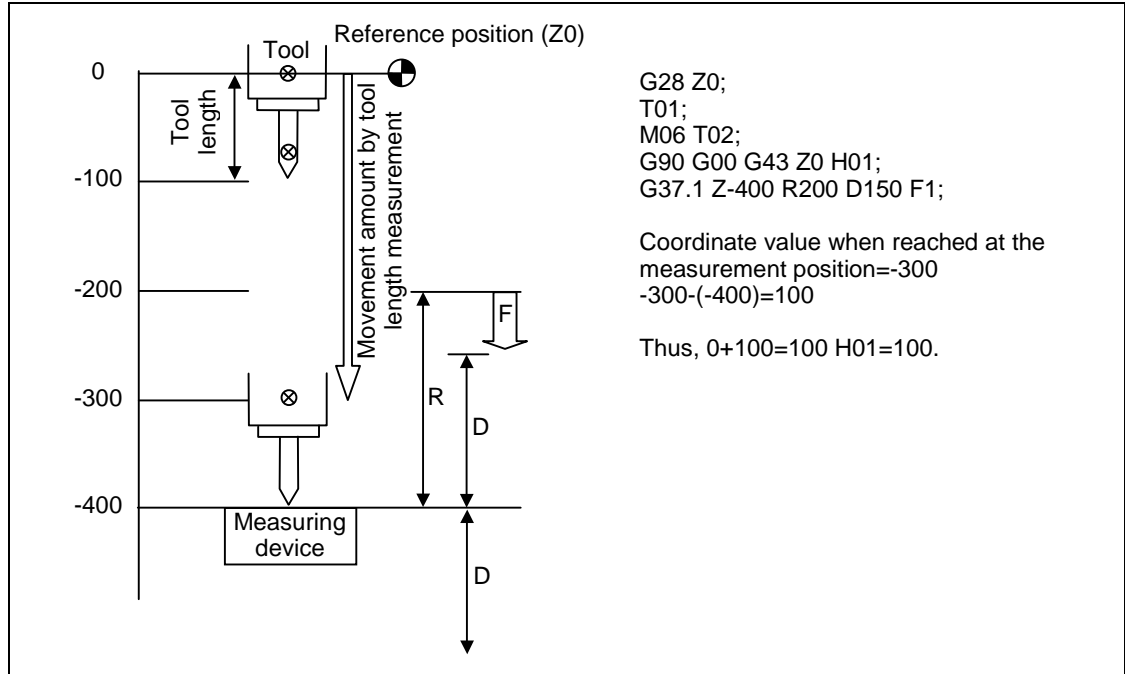 Reference position (Z0)
Tool
0
Tool
length
-100
-200
-300
-400
Movement amount by tool
length measurement
F
R
D
D
Measuring
device
G28 Z0;
T01;
M06 T02;
G90 G00 G43 Z0 H01;
G37.1 Z-400 R200 D150 F1;
Coordinate value when reached at the
measurement position=-300
-300-(-400)=100
Thus, 0+100=100 H01=100.